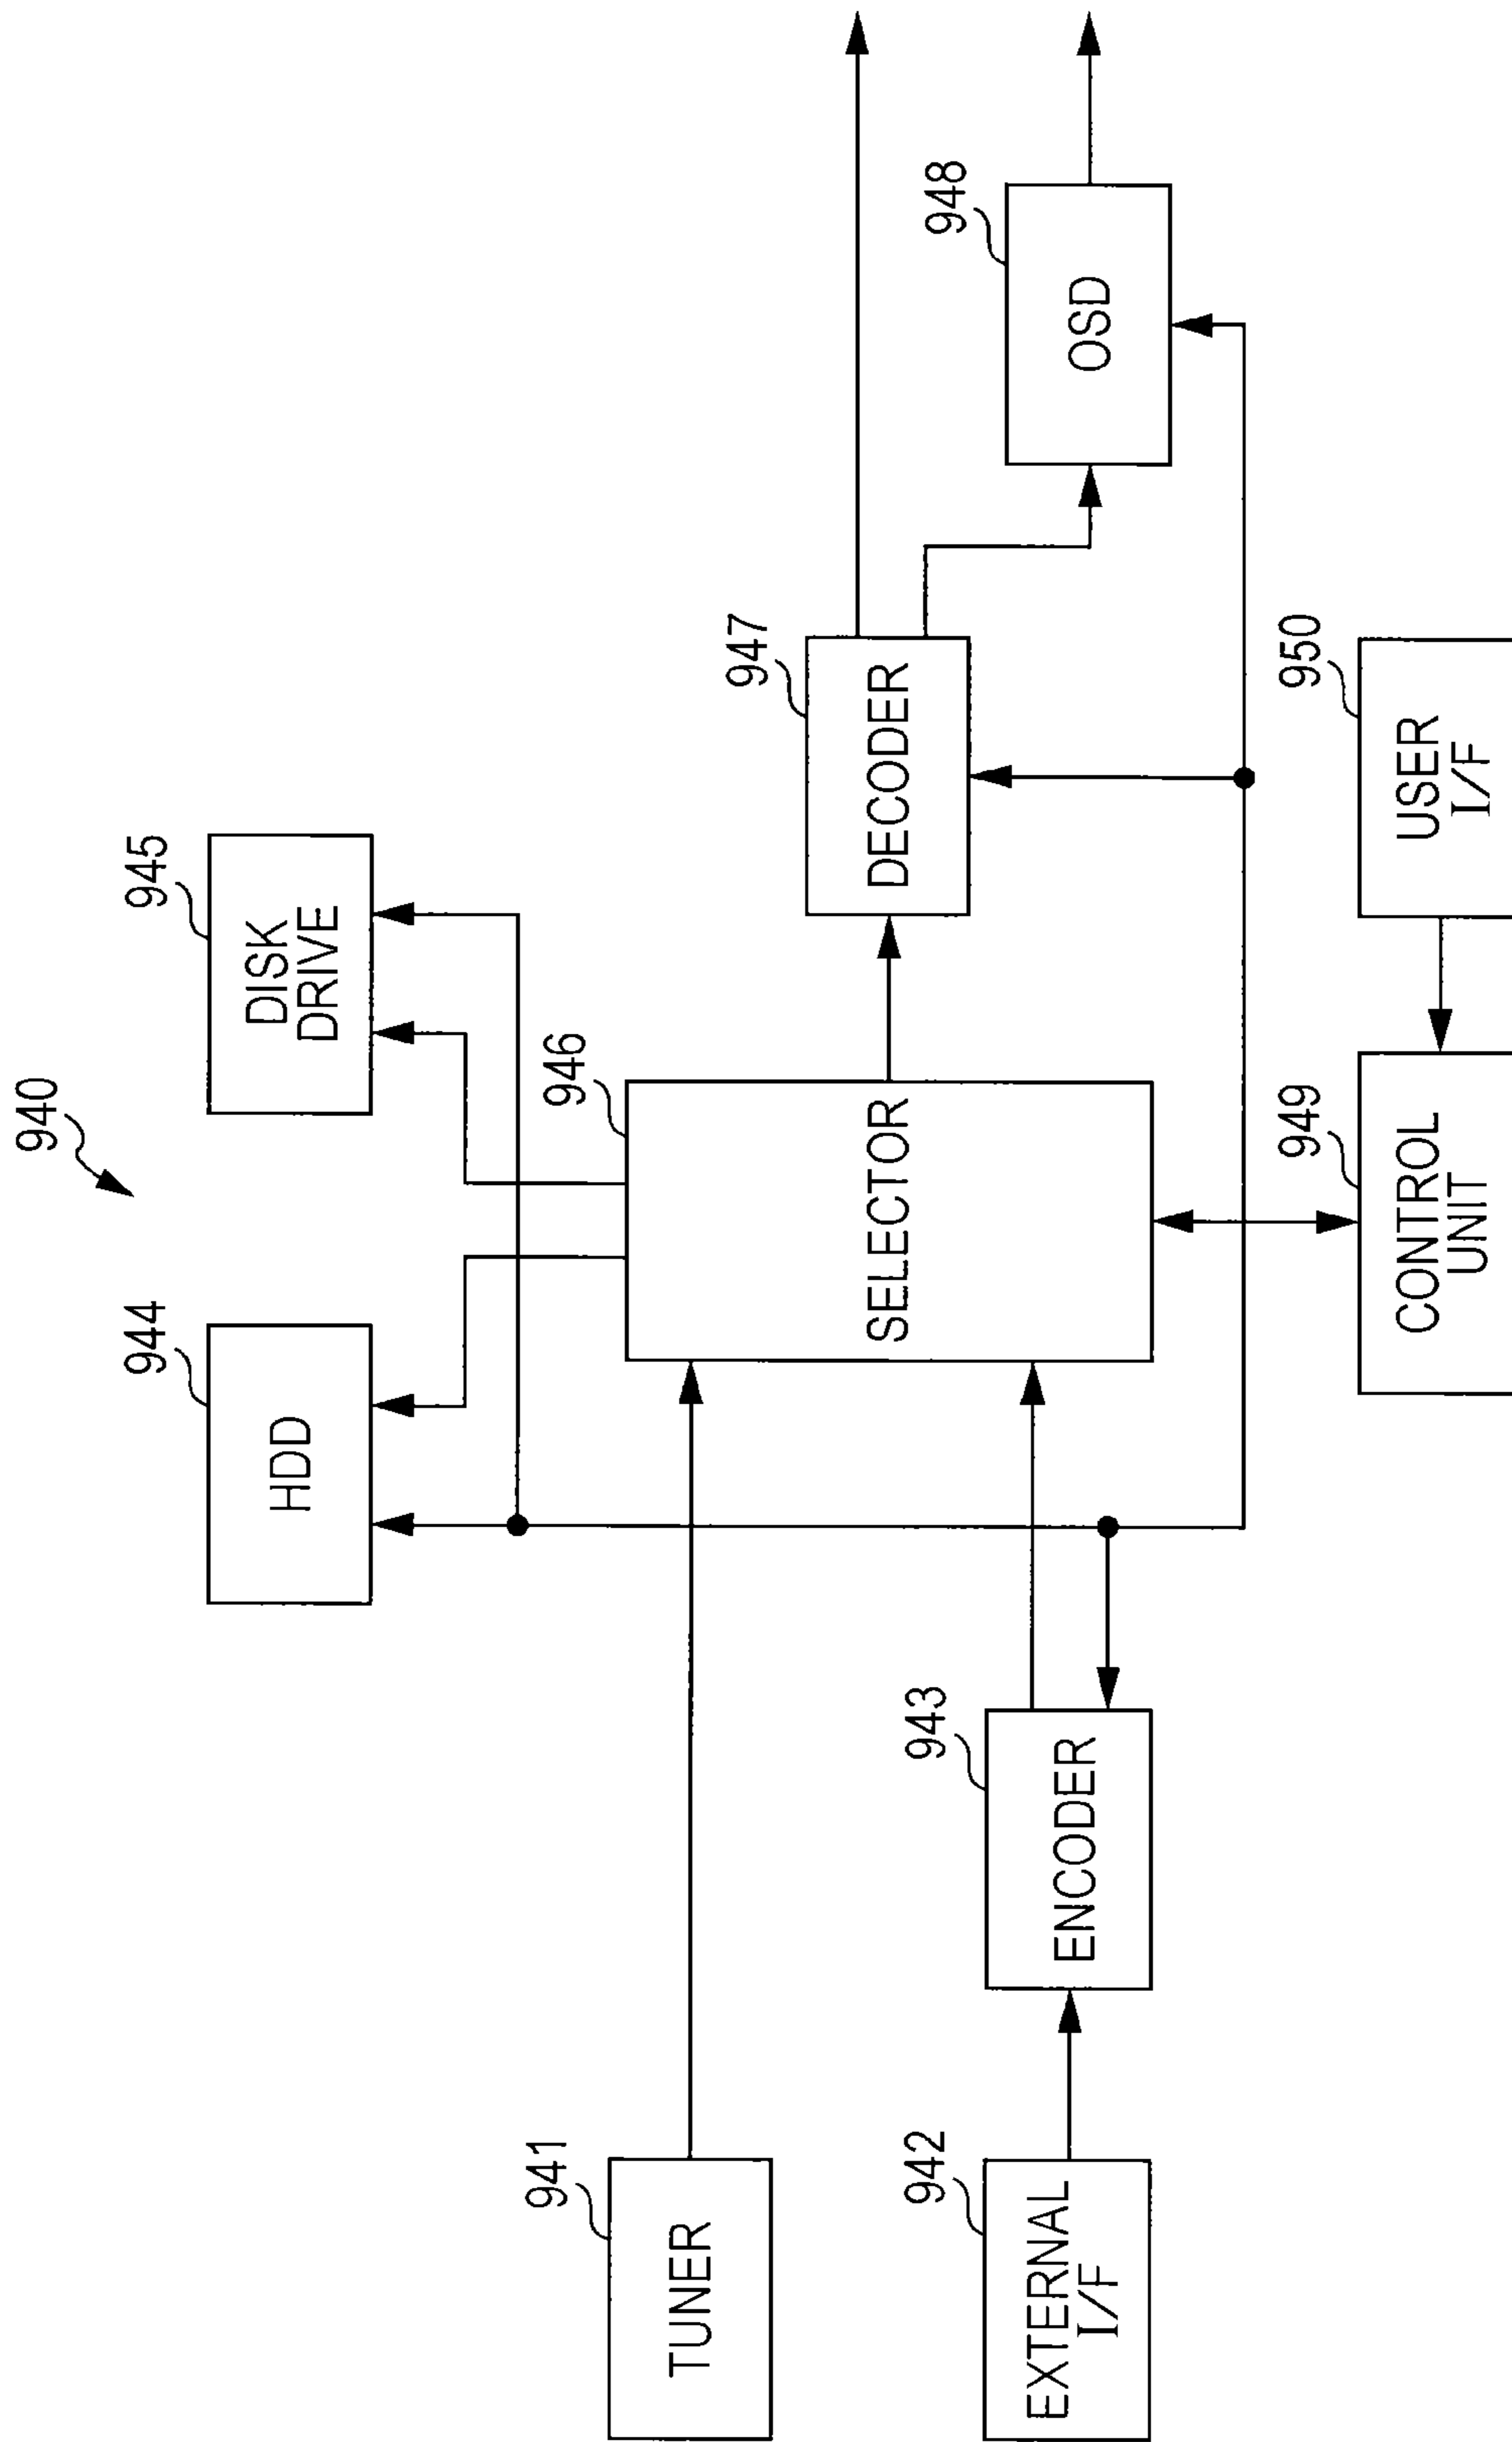 940
944
HDD
945
DISK
DRIVE
941
TUNER
946
SELECTOR
947
DECODER
942
EXTERNAL
I/F
943
ENCODER
948
OSD
949
CONTROL
UNIT
950
USER
I/F